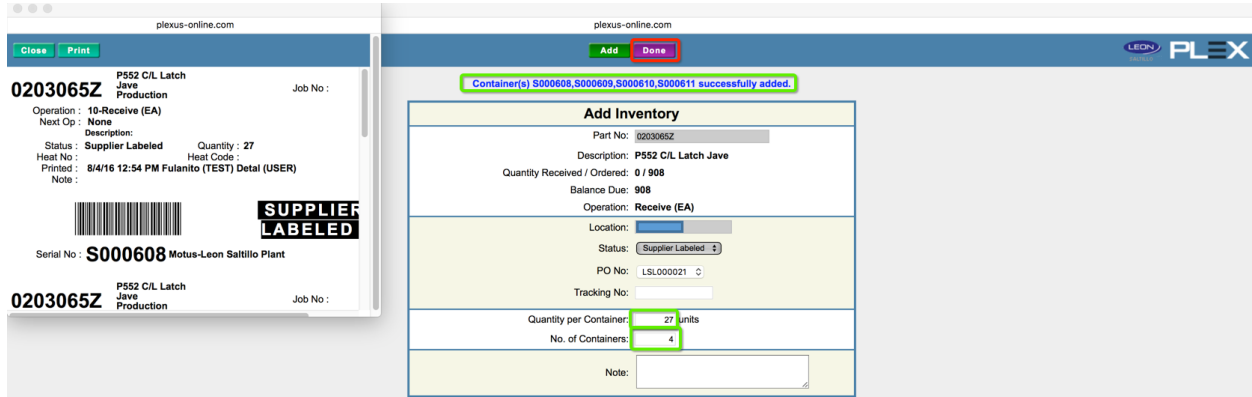 plexus-online.com
Close Print
P552 C/L Latch
0203065Z Jave Job No :
Production
Operation : 10-Receive (EA)
Next Op : None
Description:
Status : Supplier Labeled Quantity : 27
Heat No : Heat Code :
Printed : 8/4/16 12:54 PM Fulanito (TEST) Detal (USER)
Note :
SUPPLIER
LABELED
Serial No : S000608 Motus-Leon Saltillo Plant
P552 C/L Latch
0203065Z Jave Job No :
Production
plexus-online.com
Add Done
LEON PLEX
Container(s) S000608,S000609,S000610,S000611 successfully added.
Add Inventory
Part No: 0203065Z
Description: P552 C/L Latch Jave
Quantity Received / Ordered: 0 / 908
Balance Due: 908
Operation: Receive (EA)
Location:
Status: Supplier Labeled
PO No: LSL000021
Tracking No:
Quantity per Container: 27 units
No. of Containers: 4
Note: